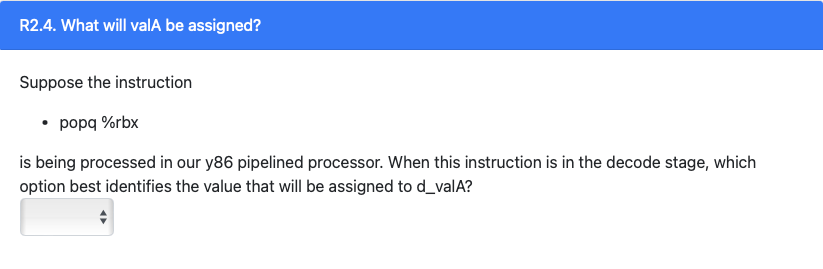 R2.4. What will valA be assigned?
Suppose the instruction
• popq %rbx
is being processed in our y86 pipelined processor. When this instruction is in the decode stage, which
option best identifies the value that will be assigned to d_valA?